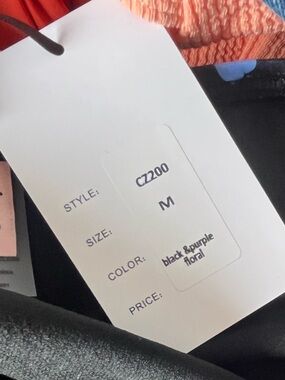 STYLE: CZ200
SIZE: M
COLOR: black &purple
floral
PRICE: